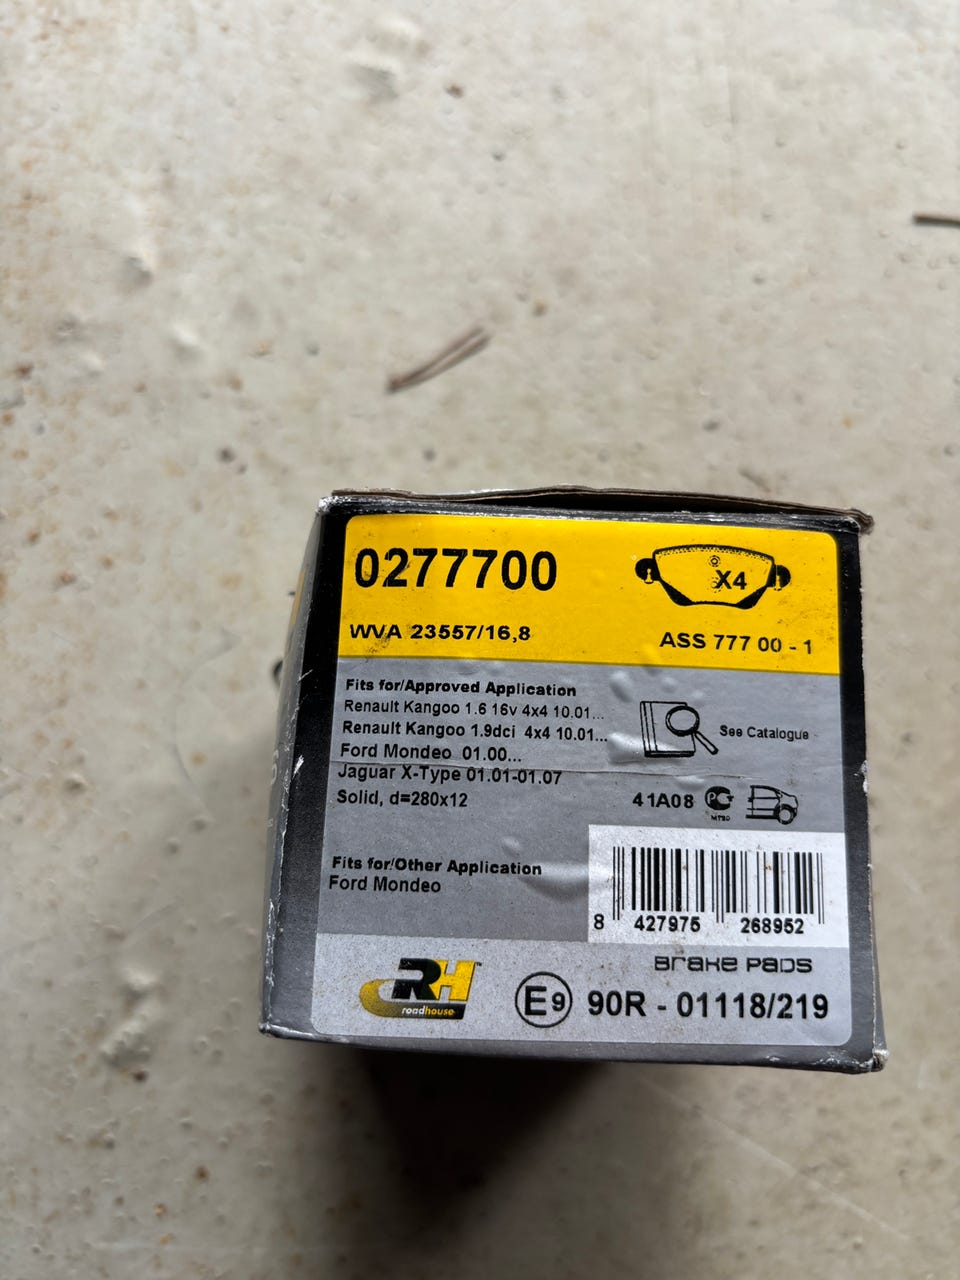 0277700
X4
WVA 23557/16,8
ASS 777 00 - 1
Fits for/Approved Application
Renault Kangoo 1.6 16v 4x4 10.01...
Renault Kangoo 1.9dci 4x4 10.01...
Ford Mondeo 01.00...
Jaguar X-Type 01.01-01.07
Solid, d=280x12
See Catalogue
41A08
Fits for/Other Application
Ford Mondeo
8 427975 268952
Brake Pads
RH
roadhouse
E9 90R - 01118/219